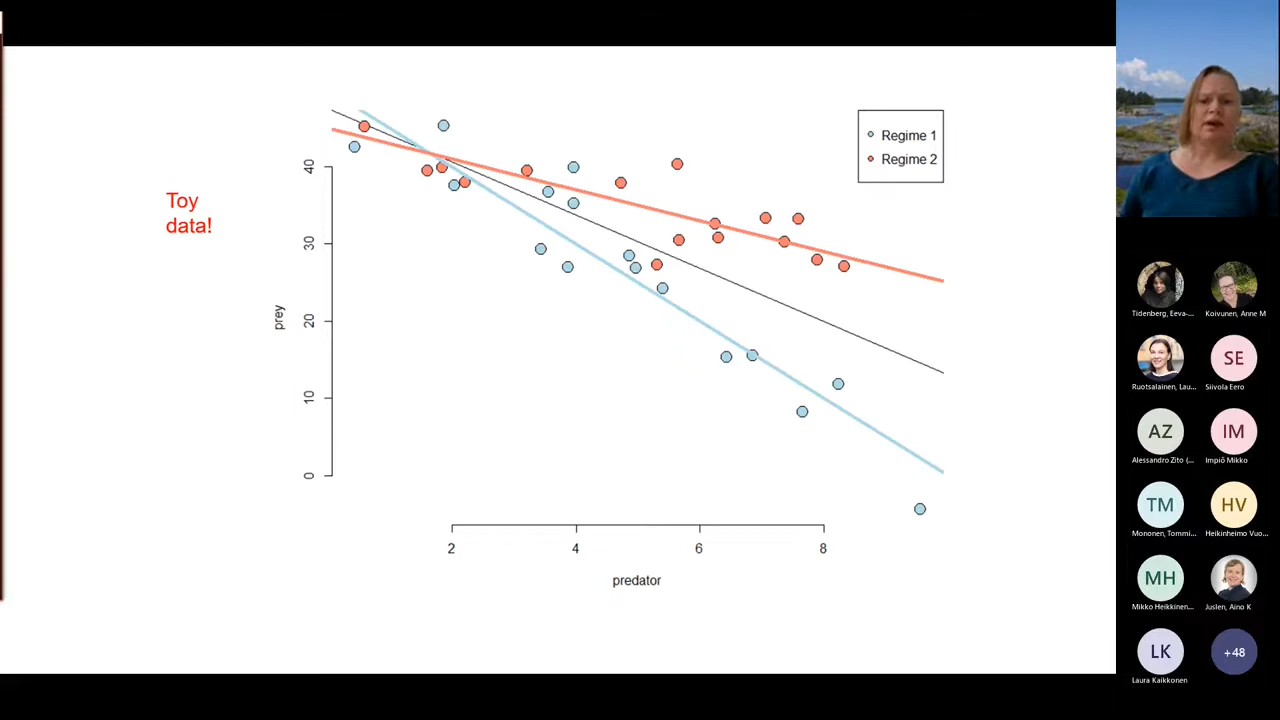 Toy
data!
Regime 1
Regime 2
prey
40
30
20
10
0
2
4
6
8
predator
Tidenberg, Eeva-...
Koivunen, Anne M
Ruotsalainen, Lau...
SE
Siivola Eero
AZ
Alessandro Zito (...
IM
Impiö Mikko
TM
Mononen, Tommi...
HV
Heikinheimo Vuo...
MH
Mikko Heikkinen...
Juslen, Aino K
LK
Laura Kaikkonen
+48